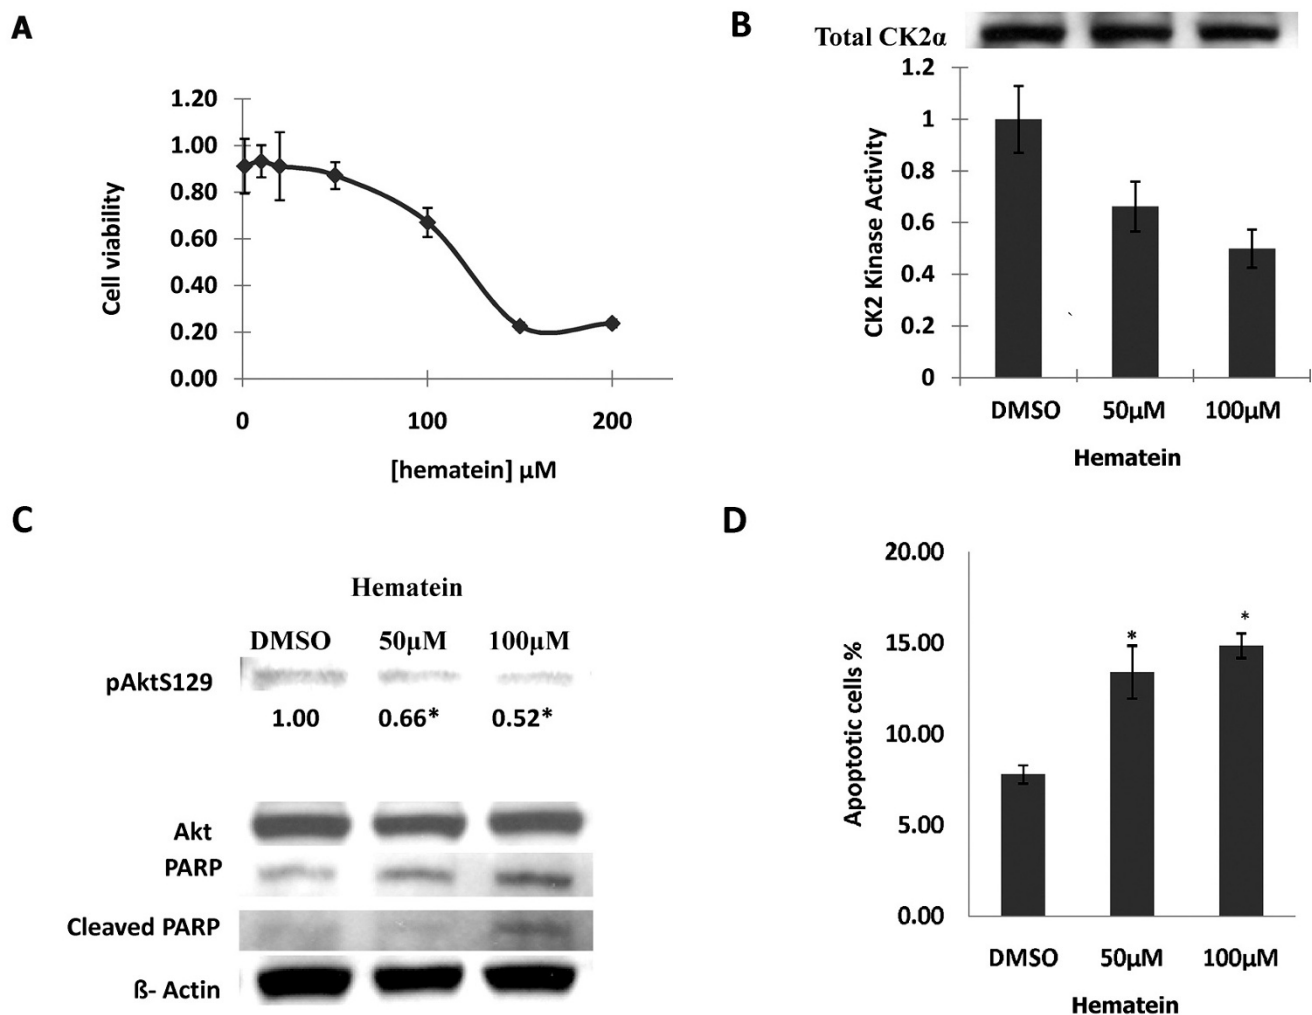 A
1.20
1.00
0.80
0.60
0.40
0.20
0.00
Cell viability
0 100 200
[hematein] µM
B
Total CK2α
1.2
1
0.8
0.6
0.4
0.2
0
CK2 Kinase Activity
DMSO 50µM 100µM
Hematein
C
Hematein
DMSO 50µM 100µM
pAktS129
1.00 0.66* 0.52*
Akt
PARP
Cleaved PARP
ß- Actin
D
20.00
15.00
10.00
5.00
0.00
Apoptotic cells %
* *
DMSO 50µM 100µM
Hematein